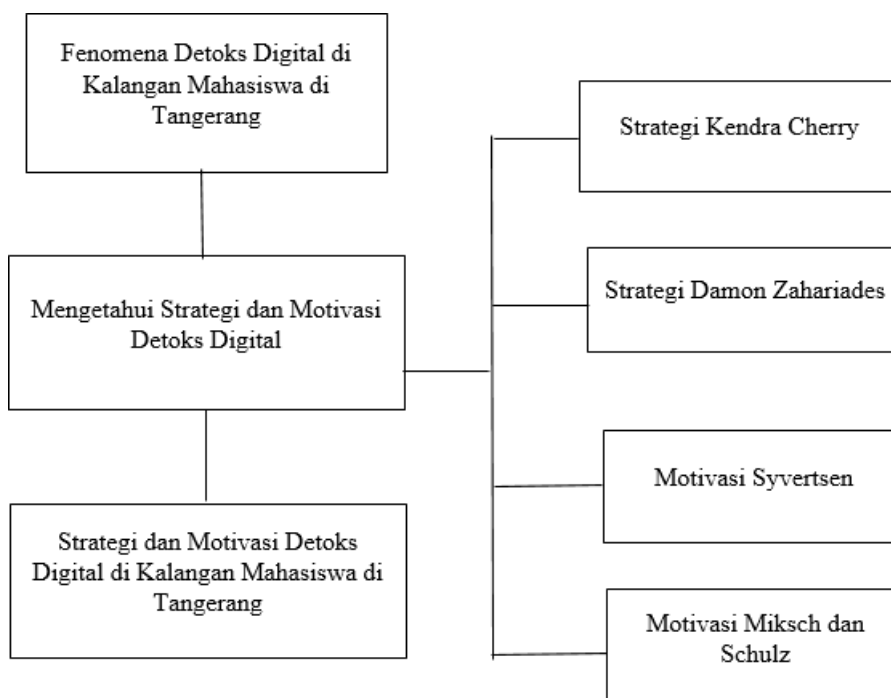 Fenomena Detoks Digital di
Kalangan Mahasiswa di
Tangerang
Mengetahui Strategi dan Motivasi
Detoks Digital
Strategi dan Motivasi Detoks
Digital di Kalangan Mahasiswa di
Tangerang
Strategi Kendra Cherry
Strategi Damon Zahariades
Motivasi Syvertsen
Motivasi Miksch dan
Schulz